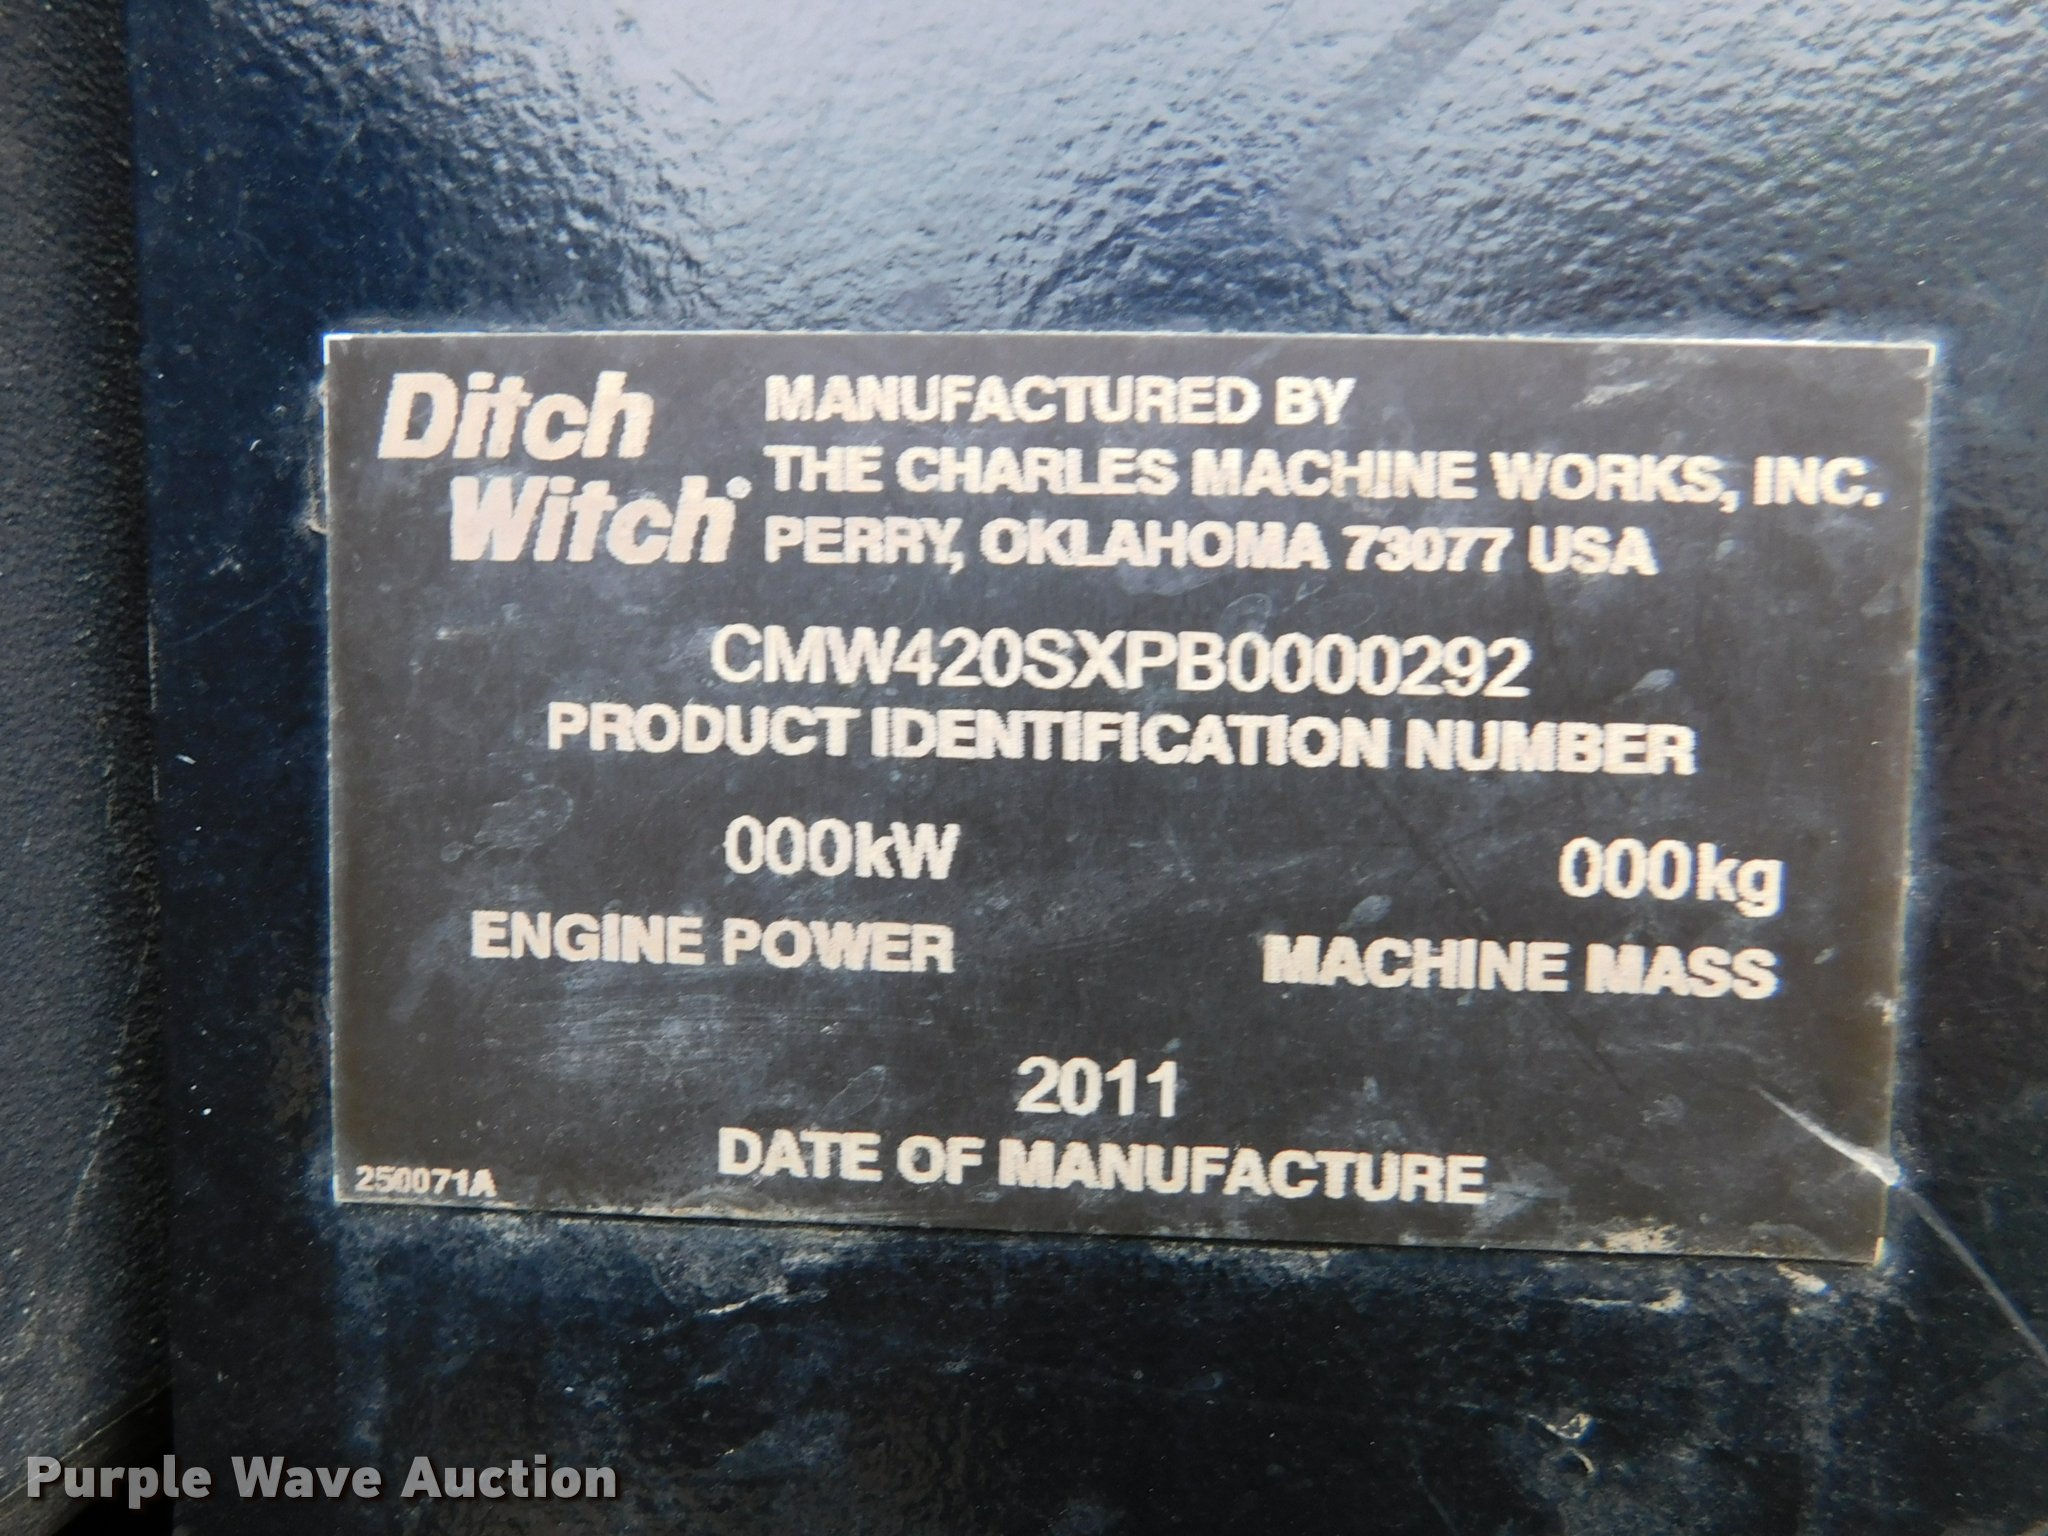 Ditch
Witch®
MANUFACTURED BY
THE CHARLES MACHINE WORKS, INC.
PERRY, OKLAHOMA 73077 USA
CMW420SXPB0000292
PRODUCT IDENTIFICATION NUMBER
000kW
000kg
ENGINE POWER
MACHINE MASS
2011
DATE OF MANUFACTURE
250071A
Purple Wave Auction